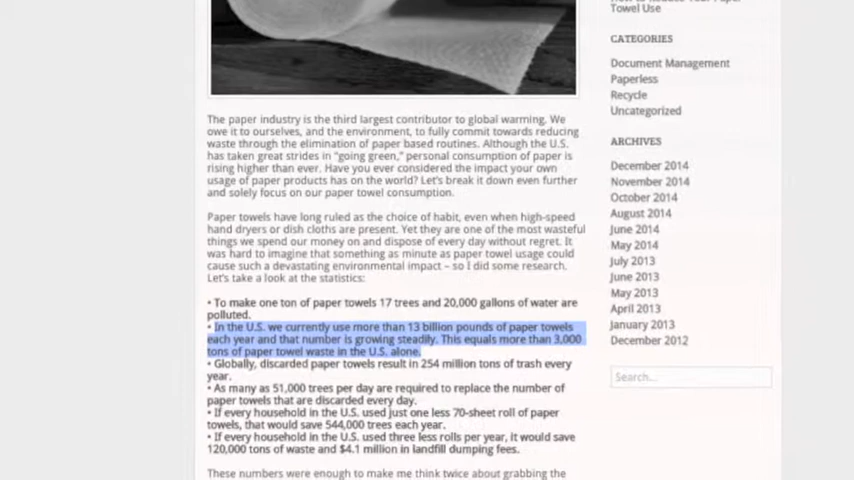 Towel Use
CATEGORIES
Document Management
Paperless
Recycle
Uncategorized
ARCHIVES
December 2014
November 2014
October 2014
August 2014
June 2014
May 2014
July 2013
June 2013
May 2013
April 2013
January 2013
December 2012
Search...
The paper industry is the third largest contributor to global warming. We
owe it to ourselves, and the environment, to fully commit towards reducing
waste through the elimination of paper based routines. Although the U.S.
has taken great strides in “going green,” personal consumption of paper is
rising higher than ever. Have you ever considered the impact your own
usage of paper products has on the world? Let’s break it down even further
and solely focus on our paper towel consumption.
Paper towels have long ruled as the choice of habit, even when high-speed
hand dryers or dish cloths are present. Yet they are one of the most wasteful
things we spend our money on and dispose of every day without regret. It
was hard to imagine that something as minute as paper towel usage could
cause such a devastating environmental impact – so I did some research.
Let’s take a look at the statistics:
• To make one ton of paper towels 17 trees and 20,000 gallons of water are
polluted.
• In the U.S. we currently use more than 13 billion pounds of paper towels
each year and that number is growing steadily. This equals more than 3,000
tons of paper towel waste in the U.S. alone.
• Globally, discarded paper towels result in 254 million tons of trash every
year.
• As many as 51,000 trees per day are required to replace the number of
paper towels that are discarded every day.
• If every household in the U.S. used just one less 70-sheet roll of paper
towels, that would save 544,000 trees each year.
• If every household in the U.S. used three less rolls per year, it would save
120,000 tons of waste and $4.1 million in landfill dumping fees.
These numbers were enough to make me think twice about grabbing the